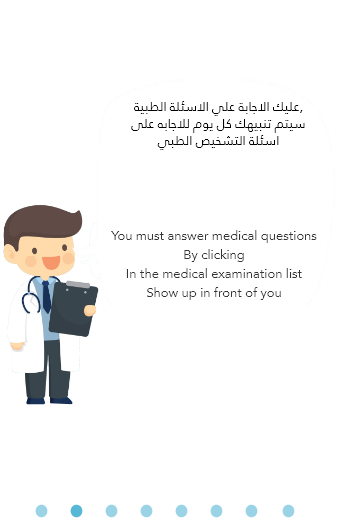 عليك الاجابة علي الاسئلة الطبية,
سيتم تنبيهك كل يوم للاجابه على
اسئلة التشخيص الطبي
You must answer medical questions
By clicking
In the medical examination list
Show up in front of you